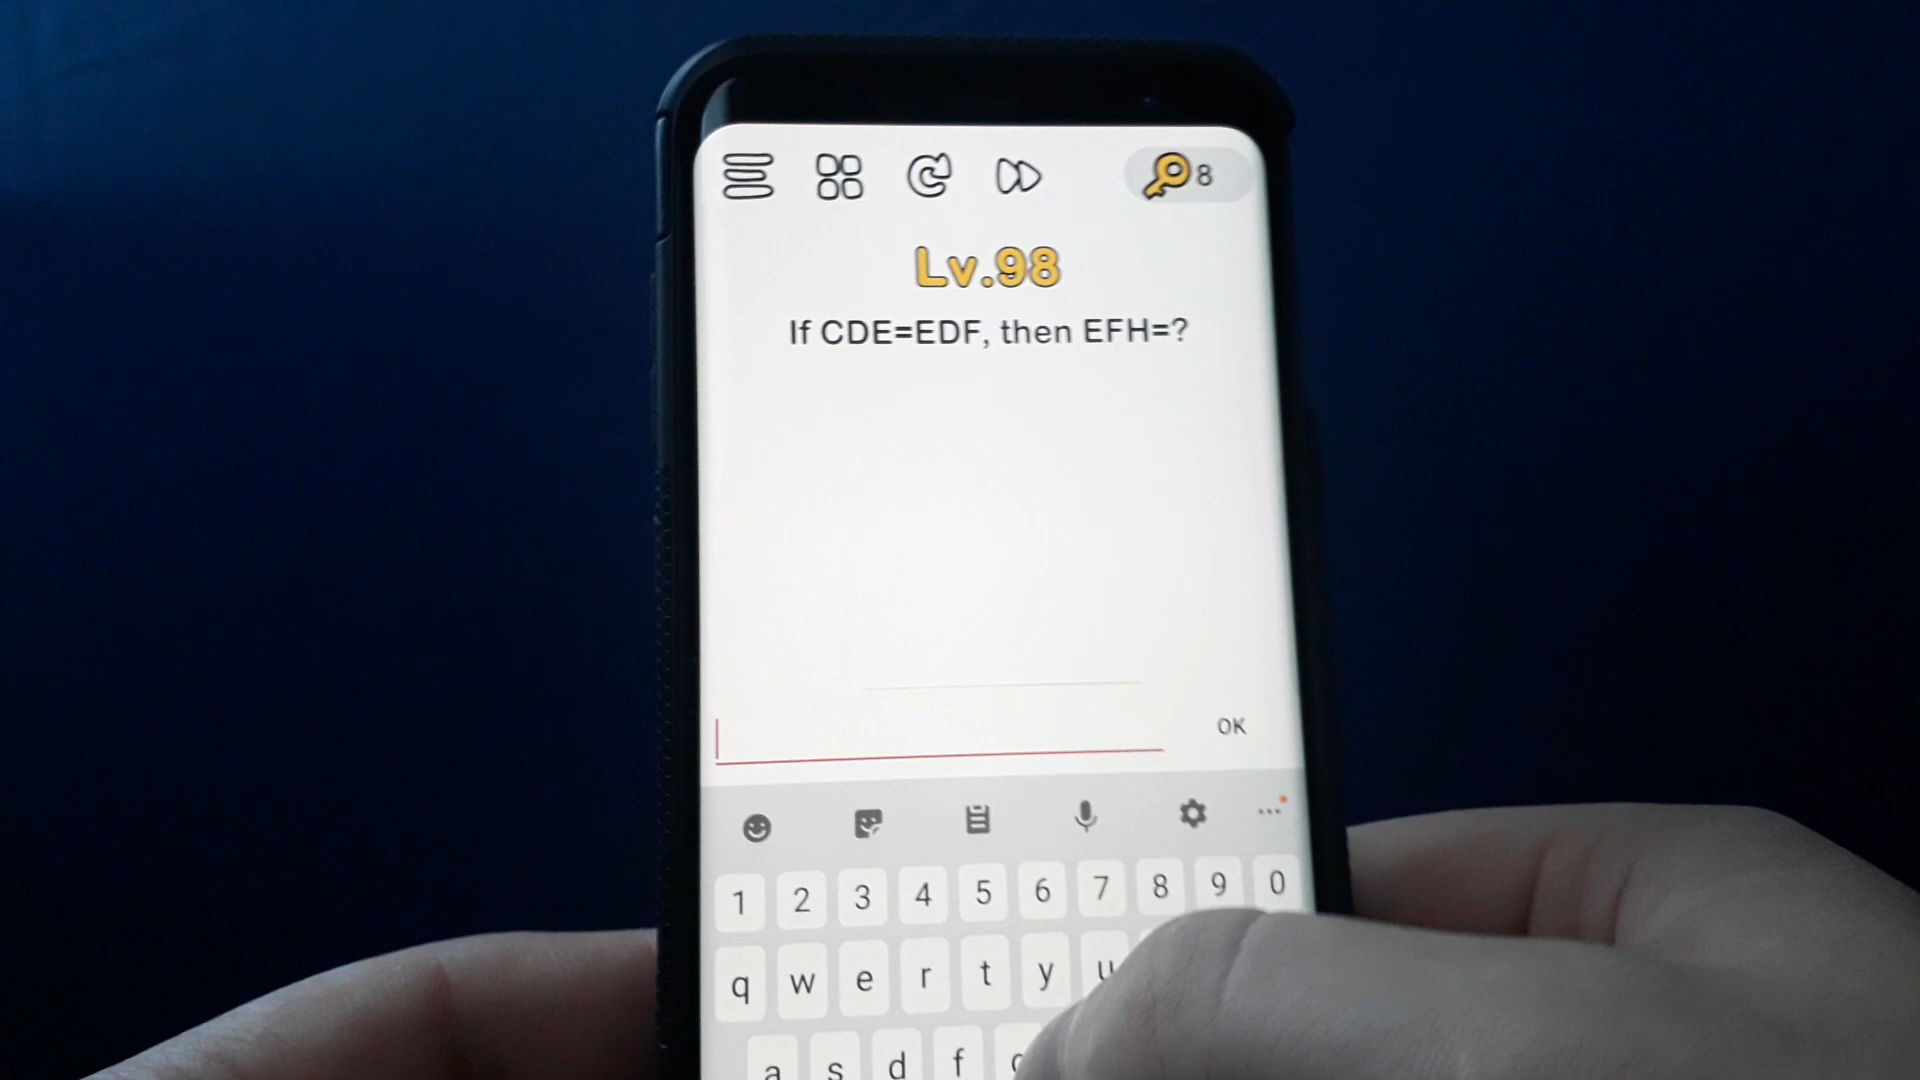 8
Lv.98
If CDE=EDF, then EFH=?
OK
1 2 3 4 5 6 7 8 9 0
q w e r t y u
a s d f